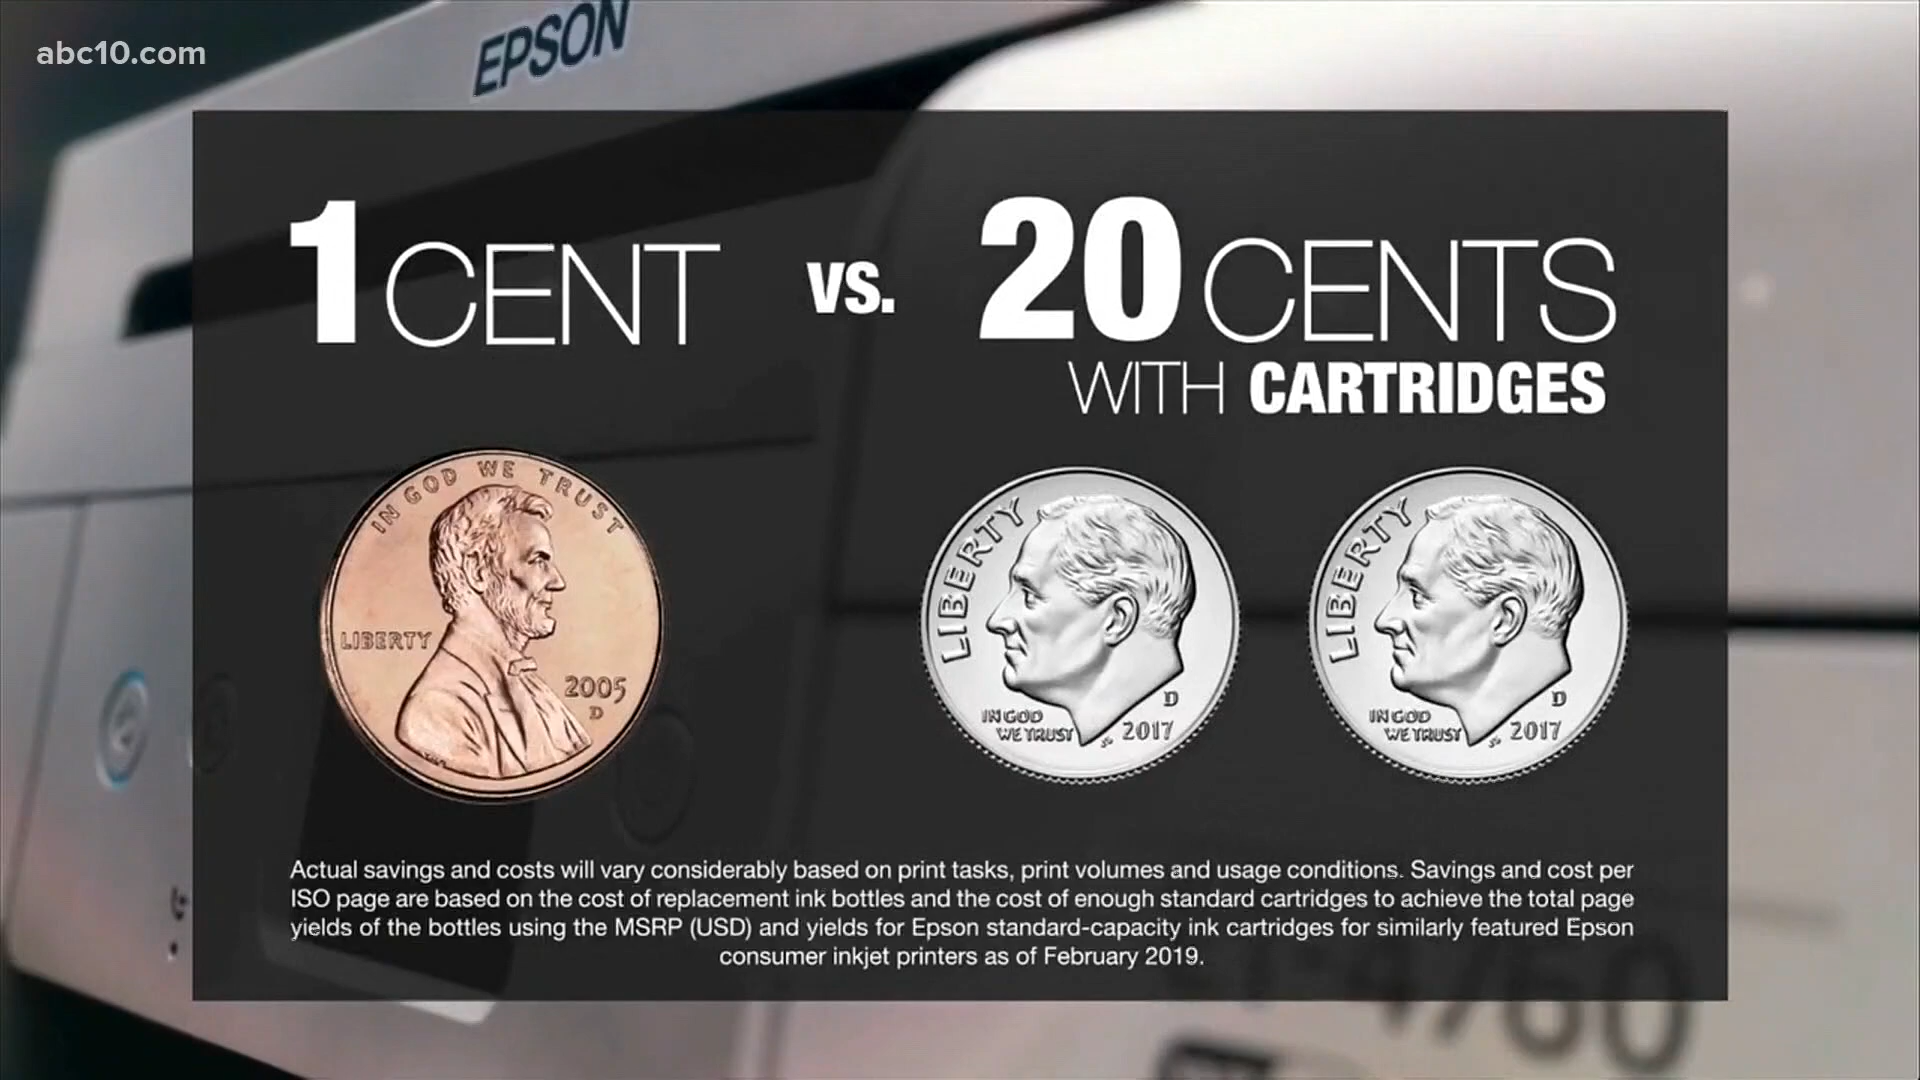 abc10.com
EPSON
1 CENT vs. 20 CENTS
WITH CARTRIDGES
IN GOD WE TRUST
LIBERTY
2005
D
LIBERTY
IN GOD
WE TRUST
D
2017
LIBERTY
IN GOD
WE TRUST
D
2017
Actual savings and costs will vary considerably based on print tasks, print volumes and usage conditions. Savings and cost per
ISO page are based on the cost of replacement ink bottles and the cost of enough standard cartridges to achieve the total page
yields of the bottles using the MSRP (USD) and yields for Epson standard-capacity ink cartridges for similarly featured Epson
consumer inkjet printers as of February 2019.